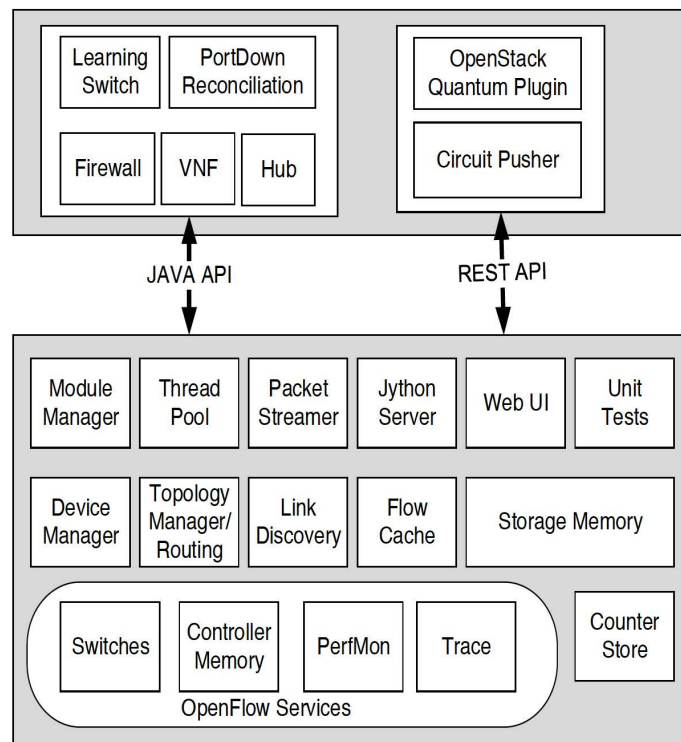 Learning
Switch
PortDown
Reconciliation
OpenStack
Quantum Plugin
Firewall
VNF
Hub
Circuit Pusher
JAVA API
REST API
Module
Manager
Thread
Pool
Packet
Streamer
Jython
Server
Web UI
Unit
Tests
Device
Manager
Topology
Manager/
Routing
Link
Discovery
Flow
Cache
Storage Memory
Switches
Controller
Memory
PerfMon
Trace
Counter
Store
OpenFlow Services